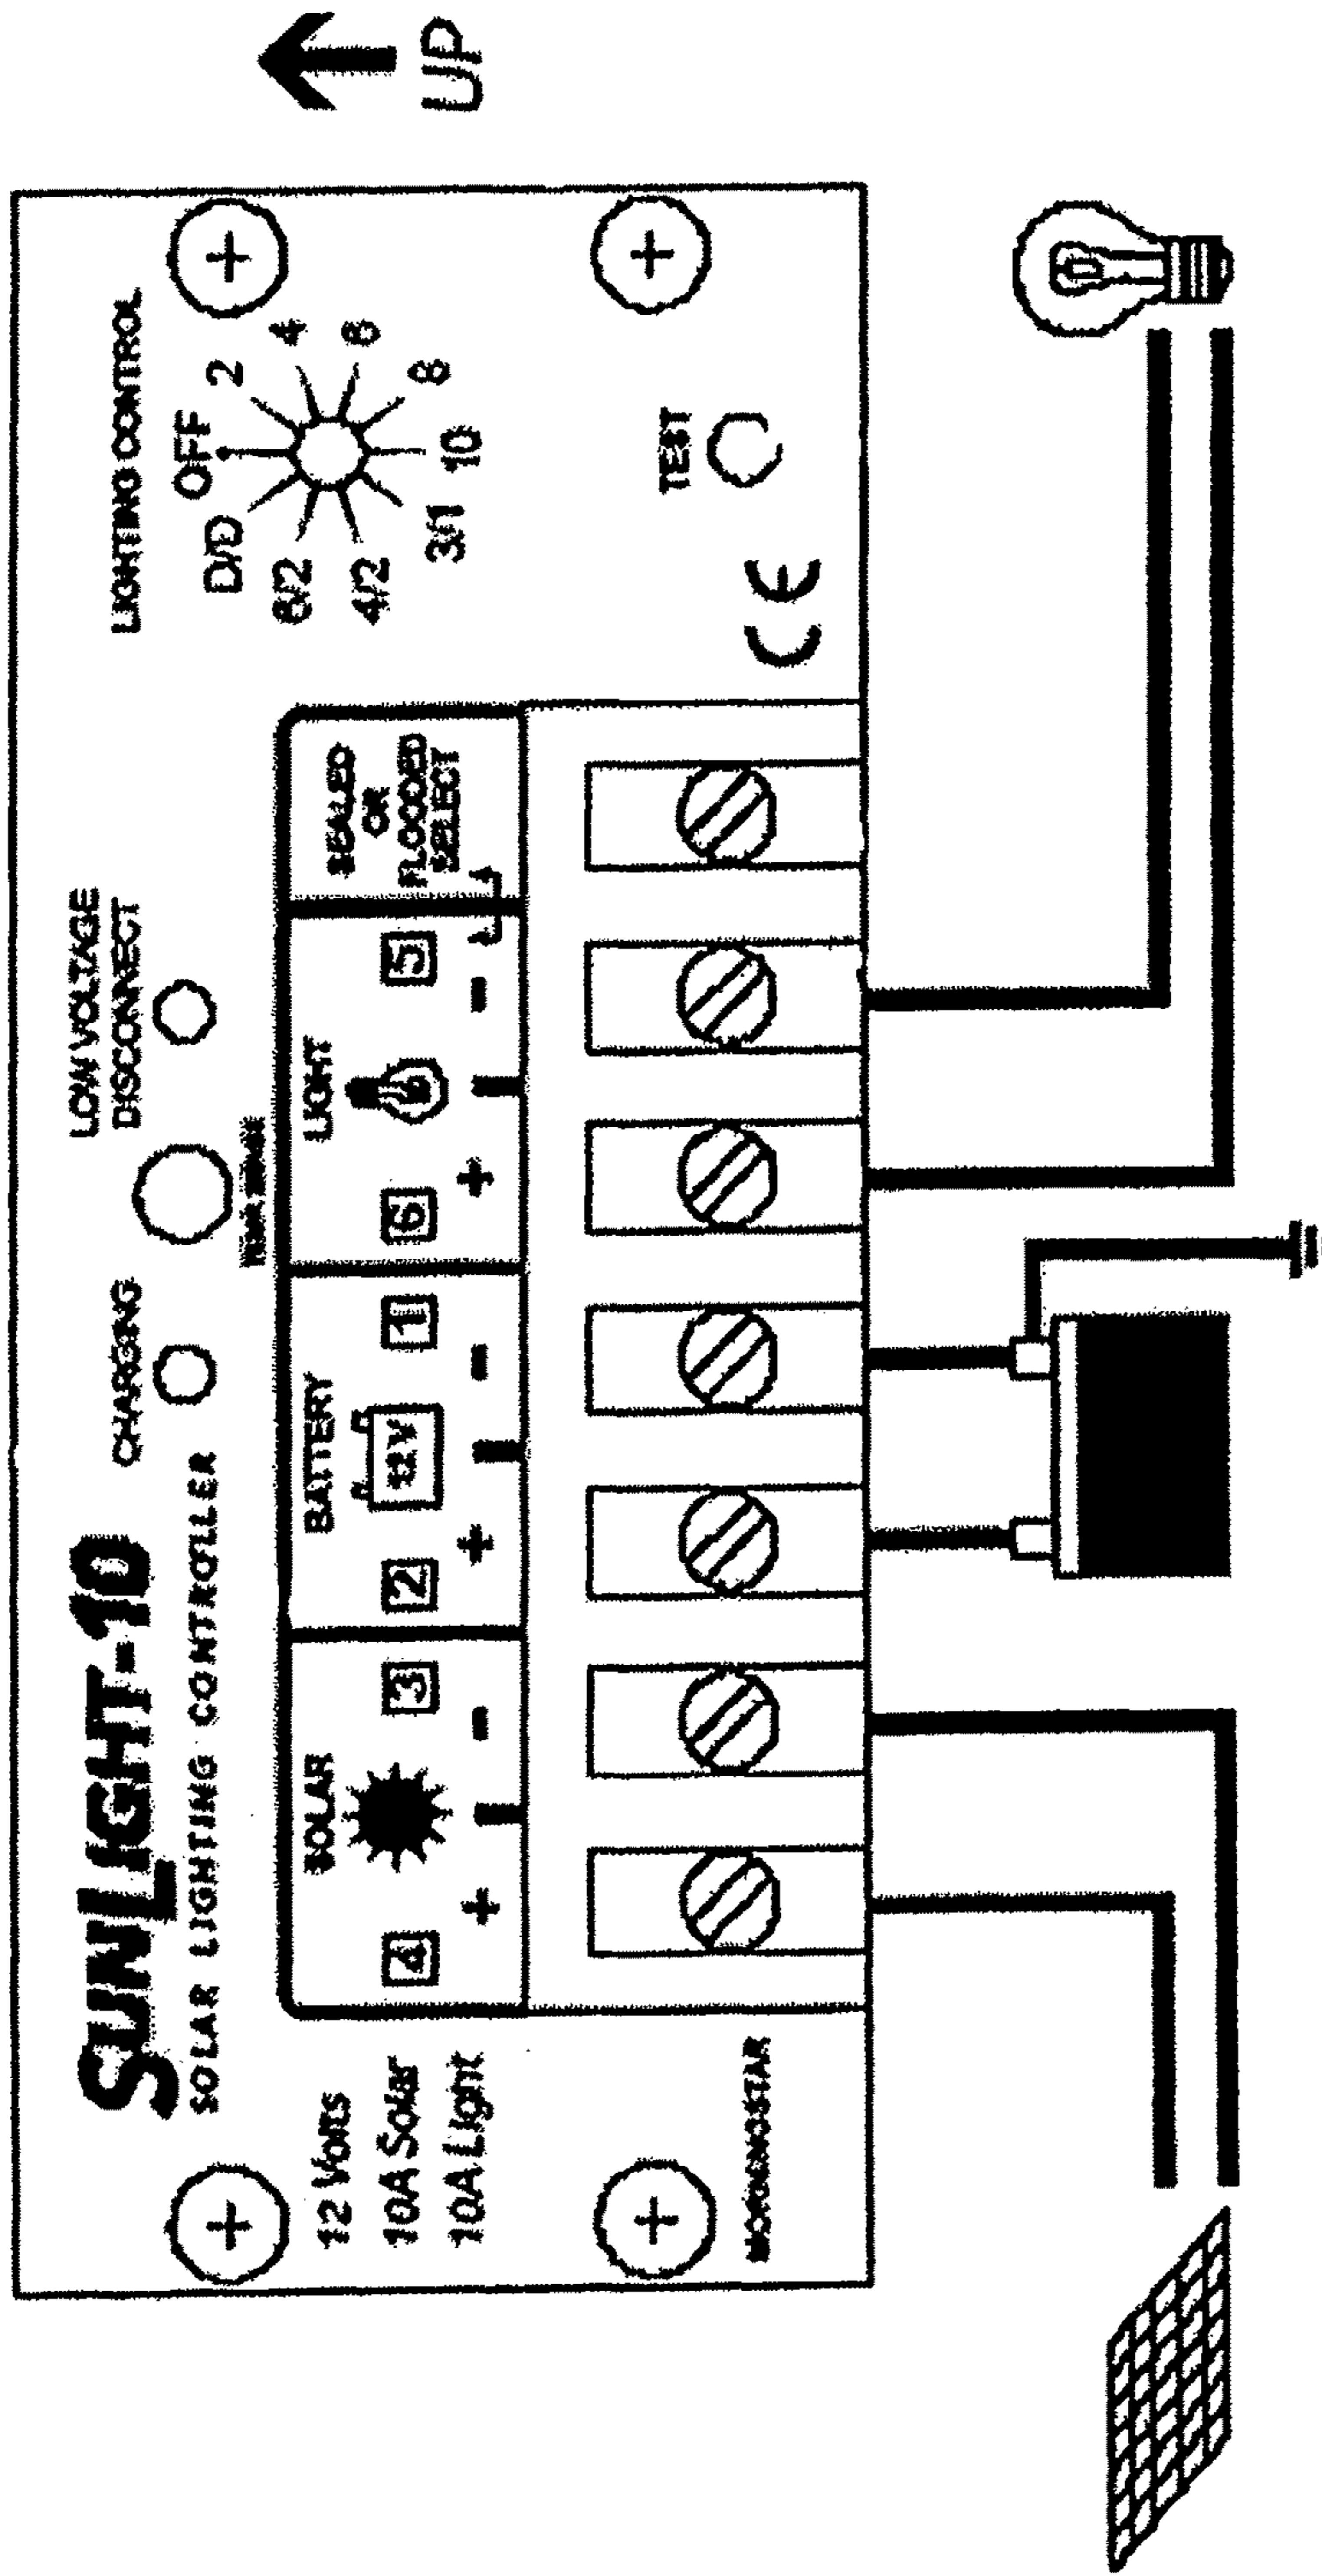 SUNLIGHT-10
SOLAR LIGHTING CONTROLLER
CHARGING
LOW VOLTAGE
DISCONNECT
LIGHTING CONTROL
OFF
2
4
6
8
10
3/1
4/2
6/2
D/D
UP
12 Volts
10A Solar
10A Light
SOLAR
4
3
+ -
BATTERY
2
12 V
1
+ -
LIGHT
6
5
+ -
SEALED
OR
FLOODED
SELECT
MORNINGSTAR
CE
TEST